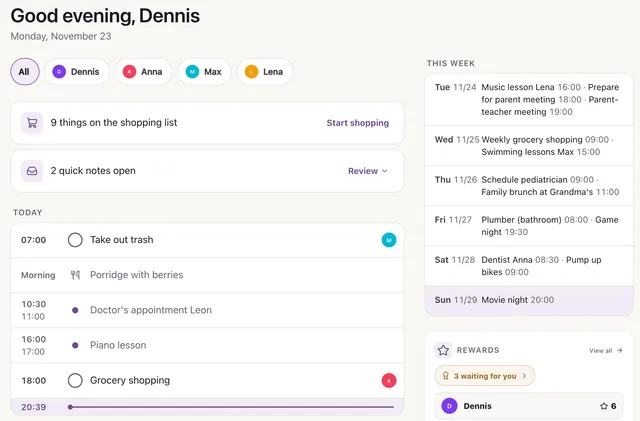 Good evening, Dennis
Monday, November 23
All
D Dennis
A Anna
M Max
L Lena
9 things on the shopping list
Start shopping
2 quick notes open
Review
TODAY
07:00 Take out trash M
Morning Porridge with berries
10:30
11:00
Doctor's appointment Leon
16:00
17:00
Piano lesson
18:00 Grocery shopping A
20:39
THIS WEEK
Tue 11/24 Music lesson Lena 16:00 · Prepare
for parent meeting 18:00 · Parent-
teacher meeting 19:00
Wed 11/25 Weekly grocery shopping 09:00 ·
Swimming lessons Max 15:00
Thu 11/26 Schedule pediatrician 09:00 ·
Family brunch at Grandma's 11:00
Fri 11/27 Plumber (bathroom) 08:00 · Game
night 19:30
Sat 11/28 Dentist Anna 08:30 · Pump up
bikes 09:00
Sun 11/29 Movie night 20:00
REWARDS
View all
3 waiting for you
D Dennis
6